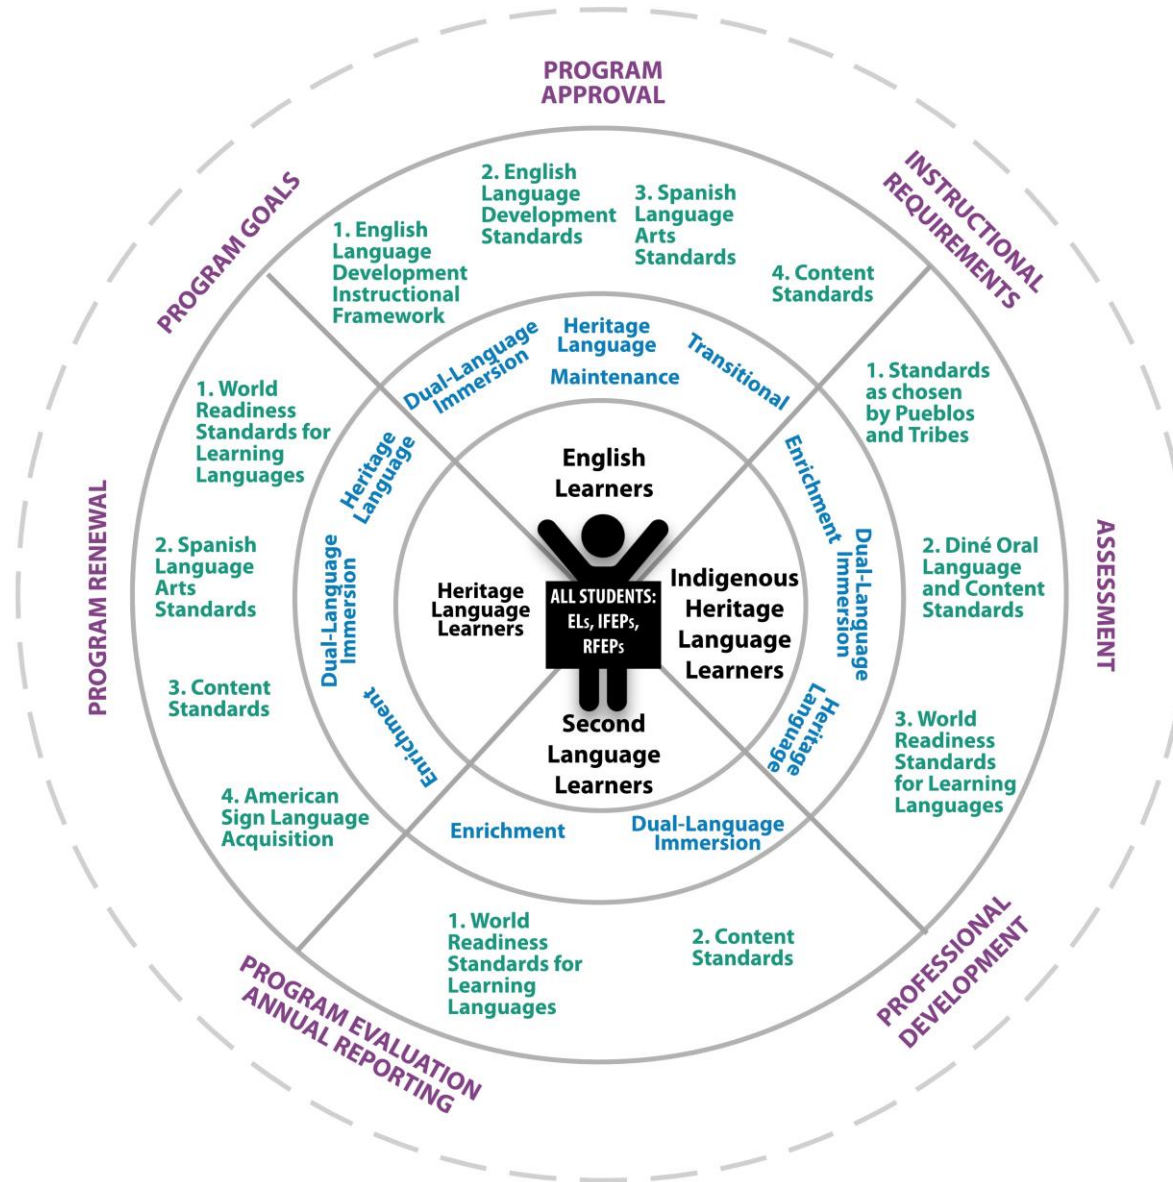 PROGRAM
APPROVAL
INSTRUCTIONAL
REQUIREMENTS
ASSESSMENT
PROFESSIONAL
DEVELOPMENT
PROGRAM EVALUATION
ANNUAL REPORTING
PROGRAM RENEWAL
PROGRAM GOALS
1. English
Language
Development
Instructional
Framework
2. English
Language
Development
Standards
3. Spanish
Language
Arts
Standards
4. Content
Standards
Dual-Language
Immersion
Heritage
Language
Maintenance
Transitional
English
Learners
1. Standards
as chosen
by Pueblos
and Tribes
2. Diné Oral
Language
and Content
Standards
3. World
Readiness
Standards
for Learning
Languages
Enrichment
Dual-Language
Immersion
Heritage
Language
Indigenous
Heritage
Language
Learners
1. World
Readiness
Standards for
Learning
Languages
2. Content
Standards
Enrichment
Dual-Language
Immersion
Second
Language
Learners
1. World
Readiness
Standards for
Learning
Languages
2. Spanish
Language
Arts
Standards
3. Content
Standards
4. American
Sign Language
Acquisition
Heritage
Language
Dual-Language
Immersion
Enrichment
Heritage
Language
Learners
ALL STUDENTS:
ELs, IFEPs,
RFEPs